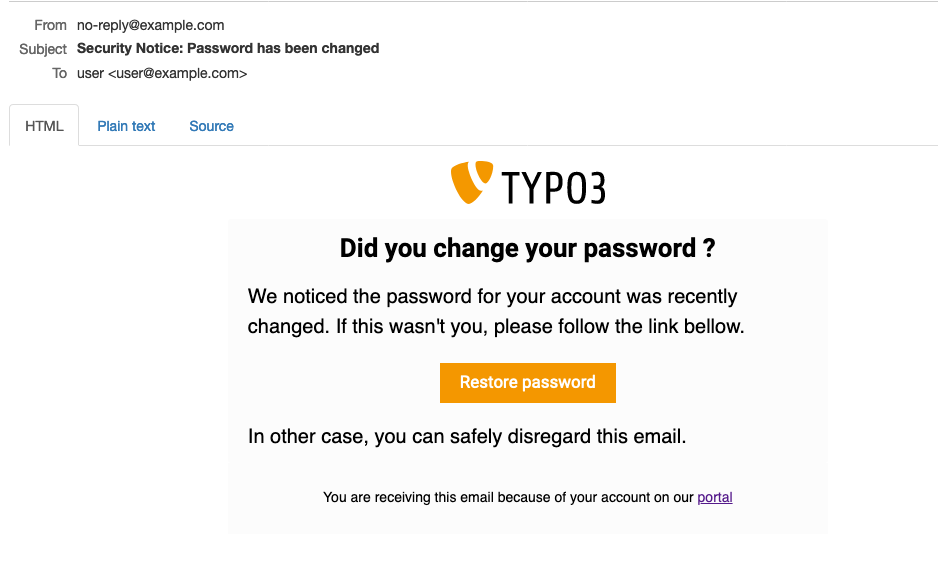 From no-reply@example.com
Subject Security Notice: Password has been changed
To user <user@example.com>
HTML Plain text Source
TYPO3
Did you change your password ?
We noticed the password for your account was recently
changed. If this wasn't you, please follow the link bellow.
Restore password
In other case, you can safely disregard this email.
You are receiving this email because of your account on our portal